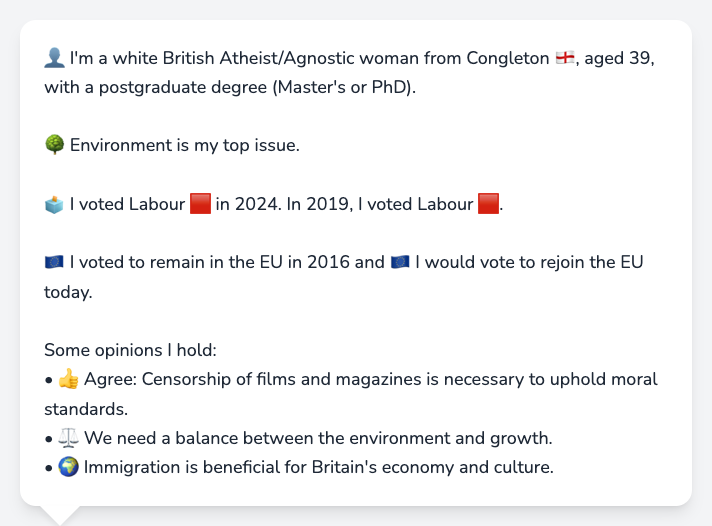 👤 I'm a white British Atheist/Agnostic woman from Congleton 🏴󠁧󠁢󠁥󠁮󠁧󠁿, aged 39,
with a postgraduate degree (Master's or PhD).
🌳 Environment is my top issue.
🗳️ I voted Labour 🟥 in 2024. In 2019, I voted Labour 🟥.
🇪🇺 I voted to remain in the EU in 2016 and 🇪🇺 I would vote to rejoin the EU
today.
Some opinions I hold:
• 👍 Agree: Censorship of films and magazines is necessary to uphold moral
standards.
• ⚖️ We need a balance between the environment and growth.
• 🌍 Immigration is beneficial for Britain's economy and culture.